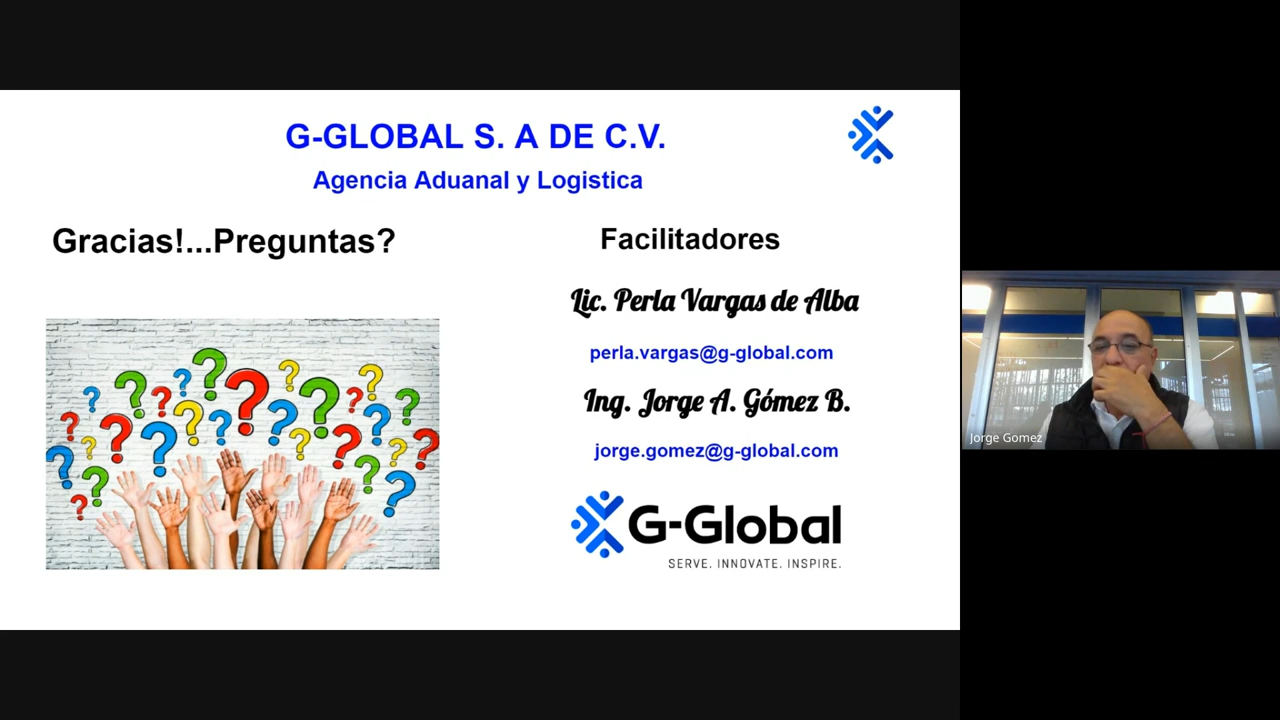 G-GLOBAL S. A DE C.V.
Agencia Aduanal y Logistica
Gracias!...Preguntas?
Facilitadores
Lic. Perla Vargas de Alba
perla.vargas@g-global.com
Ing. Jorge A. Gómez B.
jorge.gomez@g-global.com
G-Global
SERVE. INNOVATE. INSPIRE.
Jorge Gomez